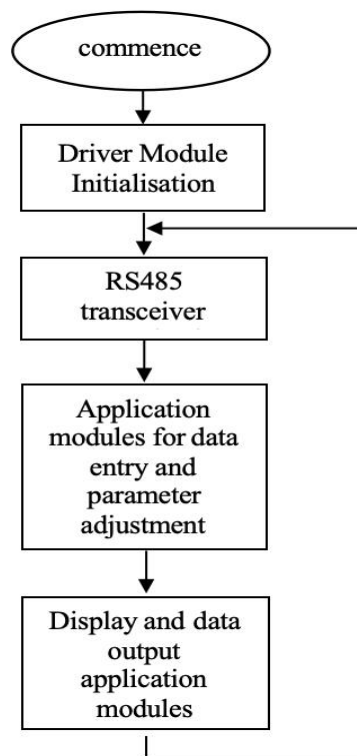 commence
Driver Module
Initialisation
RS485
transceiver
Application
modules for data
entry and
parameter
adjustment
Display and data
output
application
modules